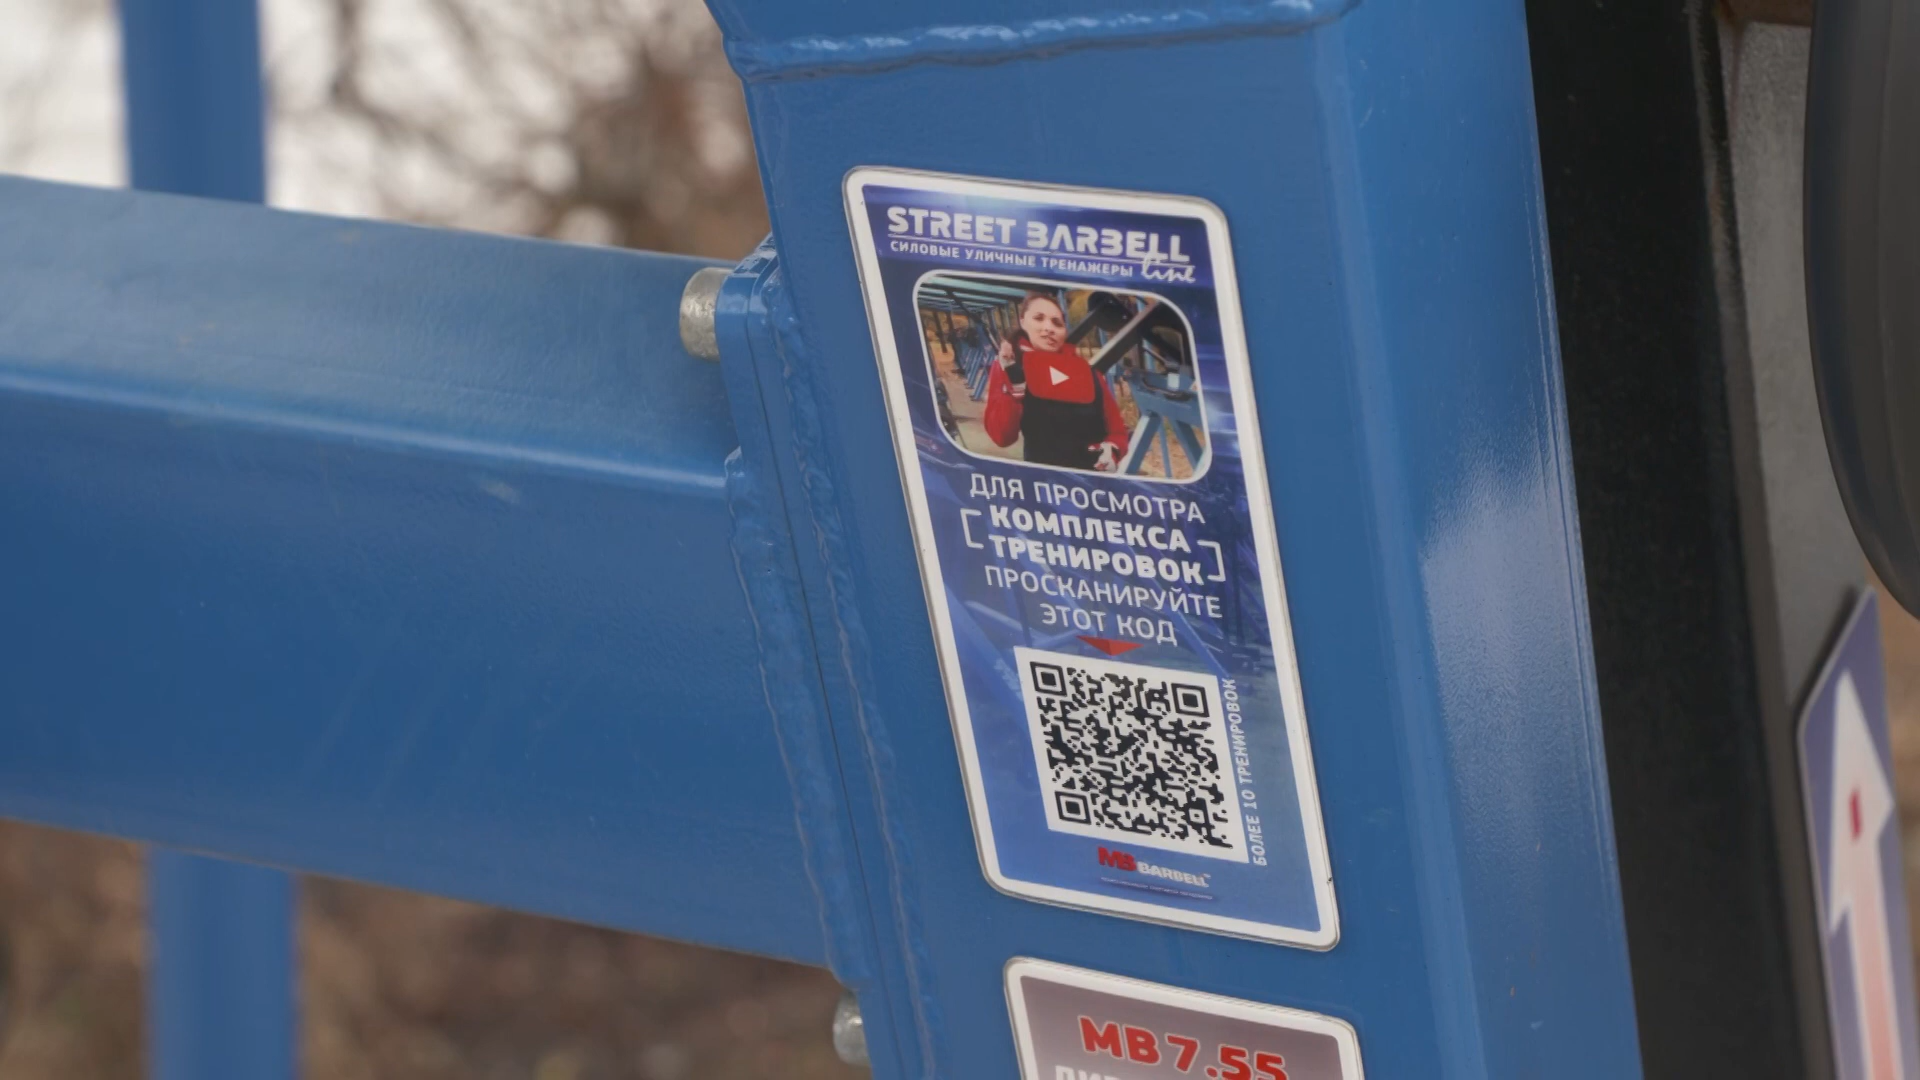 STREET BARBELL
СИЛОВЫЕ УЛИЧНЫЕ ТРЕНАЖЕРЫ line
ДЛЯ ПРОСМОТРА
КОМПЛЕКСА
ТРЕНИРОВОК
ПРОСКАНИРУЙТЕ
ЭТОТ КОД
БОЛЕЕ 10 ТРЕНИРОВОК
MB BARBELL
MB 7.55